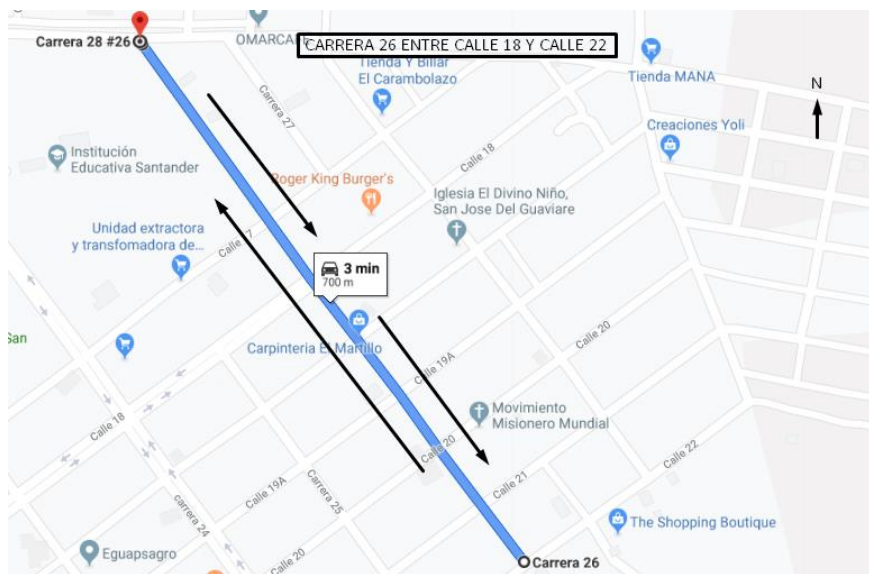 Carrera 28 #26
OMARCA
CARRERA 26 ENTRE CALLE 18 Y CALLE 22
Tienda Y Billar
El Carambolazo
Tienda MANA
N
Carrera 27
Creaciones Yoli
Institución
Educativa Santander
Calle 18
Roger King Burger's
Iglesia El Divino Niño,
San Jose Del Guaviare
Unidad extractora
y transfomadora de...
3 min
700 m
San
Carpinteria El Martillo
Calle 19A
Calle 20
Calle 18
Movimiento
Misionero Mundial
Calle 20
Calle 22
Calle 21
Calle 19A
Carrera 25
carrera 24
The Shopping Boutique
Eguapsagro
Calle 20
Carrera 26